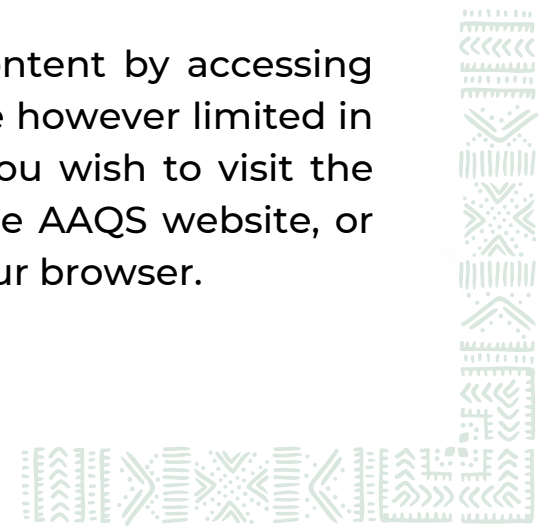 ntent by accessing
however limited in
ou wish to visit the
e AAQS website, or
ur browser.